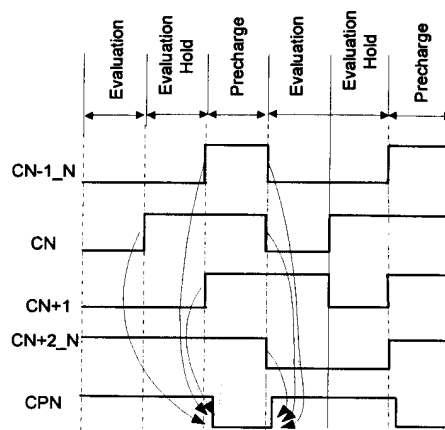 Evaluation
Evaluation
Hold
Precharge
Evaluation
Evaluation
Hold
Precharge
CN-1_N
CN
CN+1
CN+2_N
CPN